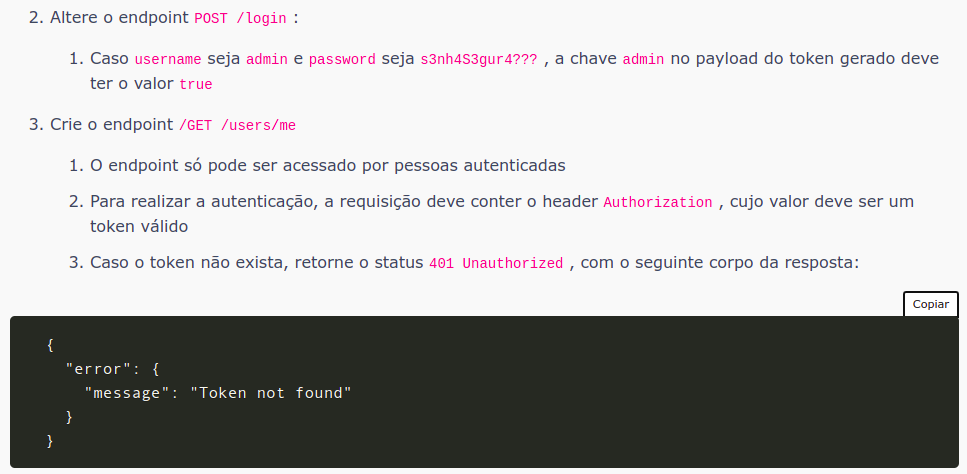 2. Altere o endpoint POST /login :
1. Caso username seja admin e password seja s3nh4S3gur4??? , a chave admin no payload do token gerado deve
ter o valor true
3. Crie o endpoint /GET /users/me
1. O endpoint só pode ser acessado por pessoas autenticadas
2. Para realizar a autenticação, a requisição deve conter o header Authorization , cujo valor deve ser um
token válido
3. Caso o token não exista, retorne o status 401 Unauthorized , com o seguinte corpo da resposta:
Copiar
{
  "error": {
    "message": "Token not found"
  }
}